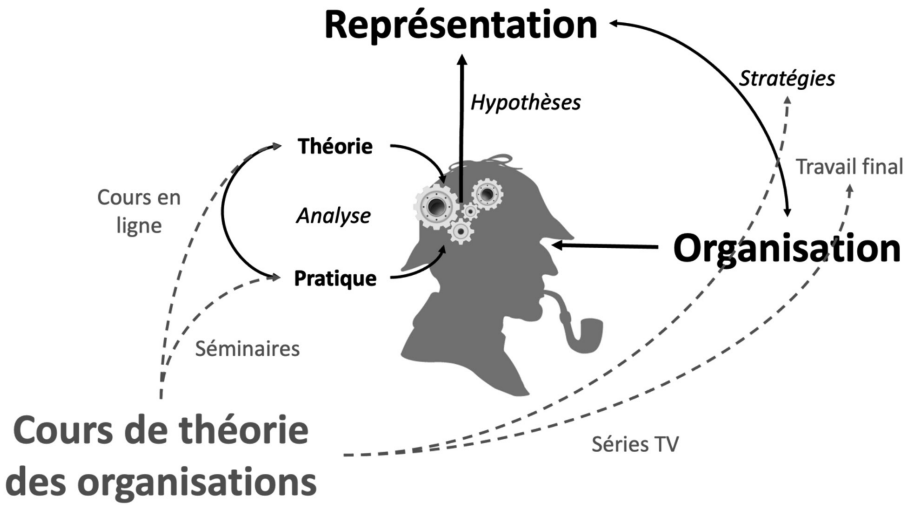 Représentation
Stratégies
Hypothèses
Théorie
Travail final
Cours en
ligne
Analyse
Organisation
Pratique
Séminaires
Cours de théorie
des organisations
Séries TV